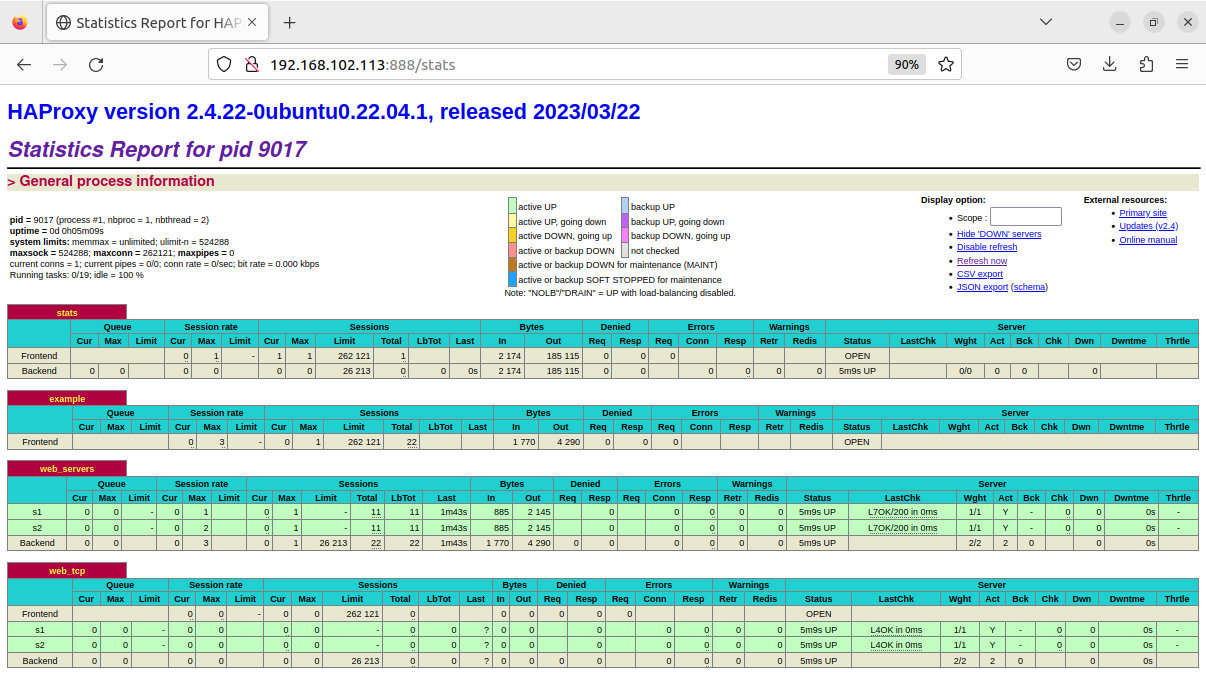 Statistics Report for HAP
192.168.102.113:888/stats
90%
HAProxy version 2.4.22-0ubuntu0.22.04.1, released 2023/03/22
Statistics Report for pid 9017
> General process information
pid = 9017 (process #1, nbproc = 1, nbthread = 2)
uptime = 0d 0h05m09s
system limits: memmax = unlimited; ulimit-n = 524288
maxsock = 524288; maxconn = 262121; maxpipes = 0
current conns = 1; current pipes = 0/0; conn rate = 0/sec; bit rate = 0.000 kbps
Running tasks: 0/19; idle = 100 %
active UP backup UP
active UP, going down backup UP, going down
active DOWN, going up backup DOWN, going up
active or backup DOWN not checked
active or backup DOWN for maintenance (MAINT)
active or backup SOFT STOPPED for maintenance
Note: "NOLB"/"DRAIN" = UP with load-balancing disabled.
Display option:
Scope :
Hide 'DOWN' servers
Disable refresh
Refresh now
CSV export
JSON export (schema)
External resources:
Primary site
Updates (v2.4)
Online manual
stats
Queue Session rate Sessions Bytes Denied Errors Warnings Server
Cur Max Limit Cur Max Limit Cur Max Limit Total LbTot Last In Out Req Resp Req Conn Resp Retr Redis Status LastChk Wght Act Bck Chk Dwn Dwntme Thrtle
Frontend 0 1 - 1 1 262 121 1 2 174 185 115 0 0 0 OPEN
Backend 0 0 0 0 0 0 26 213 0 0 0s 2 174 185 115 0 0 0 0 0 0 5m9s UP 0/0 0 0 0
example
Queue Session rate Sessions Bytes Denied Errors Warnings Server
Cur Max Limit Cur Max Limit Cur Max Limit Total LbTot Last In Out Req Resp Req Conn Resp Retr Redis Status LastChk Wght Act Bck Chk Dwn Dwntme Thrtle
Frontend 0 3 - 0 1 262 121 22 1 770 4 290 0 0 0 OPEN
web_servers
Queue Session rate Sessions Bytes Denied Errors Warnings Server
Cur Max Limit Cur Max Limit Cur Max Limit Total LbTot Last In Out Req Resp Req Conn Resp Retr Redis Status LastChk Wght Act Bck Chk Dwn Dwntme Thrtle
s1 0 0 - 0 1 0 1 - 11 11 1m43s 885 2 145 0 0 0 0 0 5m9s UP L7OK/200 in 0ms 1/1 Y - 0 0 0s -
s2 0 0 - 0 2 0 1 - 11 11 1m43s 885 2 145 0 0 0 0 0 5m9s UP L7OK/200 in 0ms 1/1 Y - 0 0 0s -
Backend 0 0 0 3 0 1 26 213 22 22 1m43s 1 770 4 290 0 0 0 0 0 0 5m9s UP 2/2 2 0 0 0s
web_tcp
Queue Session rate Sessions Bytes Denied Errors Warnings Server
Cur Max Limit Cur Max Limit Cur Max Limit Total LbTot Last In Out Req Resp Req Conn Resp Retr Redis Status LastChk Wght Act Bck Chk Dwn Dwntme Thrtle
Frontend 0 0 - 0 0 262 121 0 0 0 0 0 0 OPEN
s1 0 0 - 0 0 0 0 - 0 0 ? 0 0 0 0 0 0 0 5m9s UP L4OK in 0ms 1/1 Y - 0 0 0s -
s2 0 0 - 0 0 0 0 - 0 0 ? 0 0 0 0 0 0 0 5m9s UP L4OK in 0ms 1/1 Y - 0 0 0s -
Backend 0 0 0 0 0 0 26 213 0 0 ? 0 0 0 0 0 0 0 0 5m9s UP 2/2 2 0 0 0s